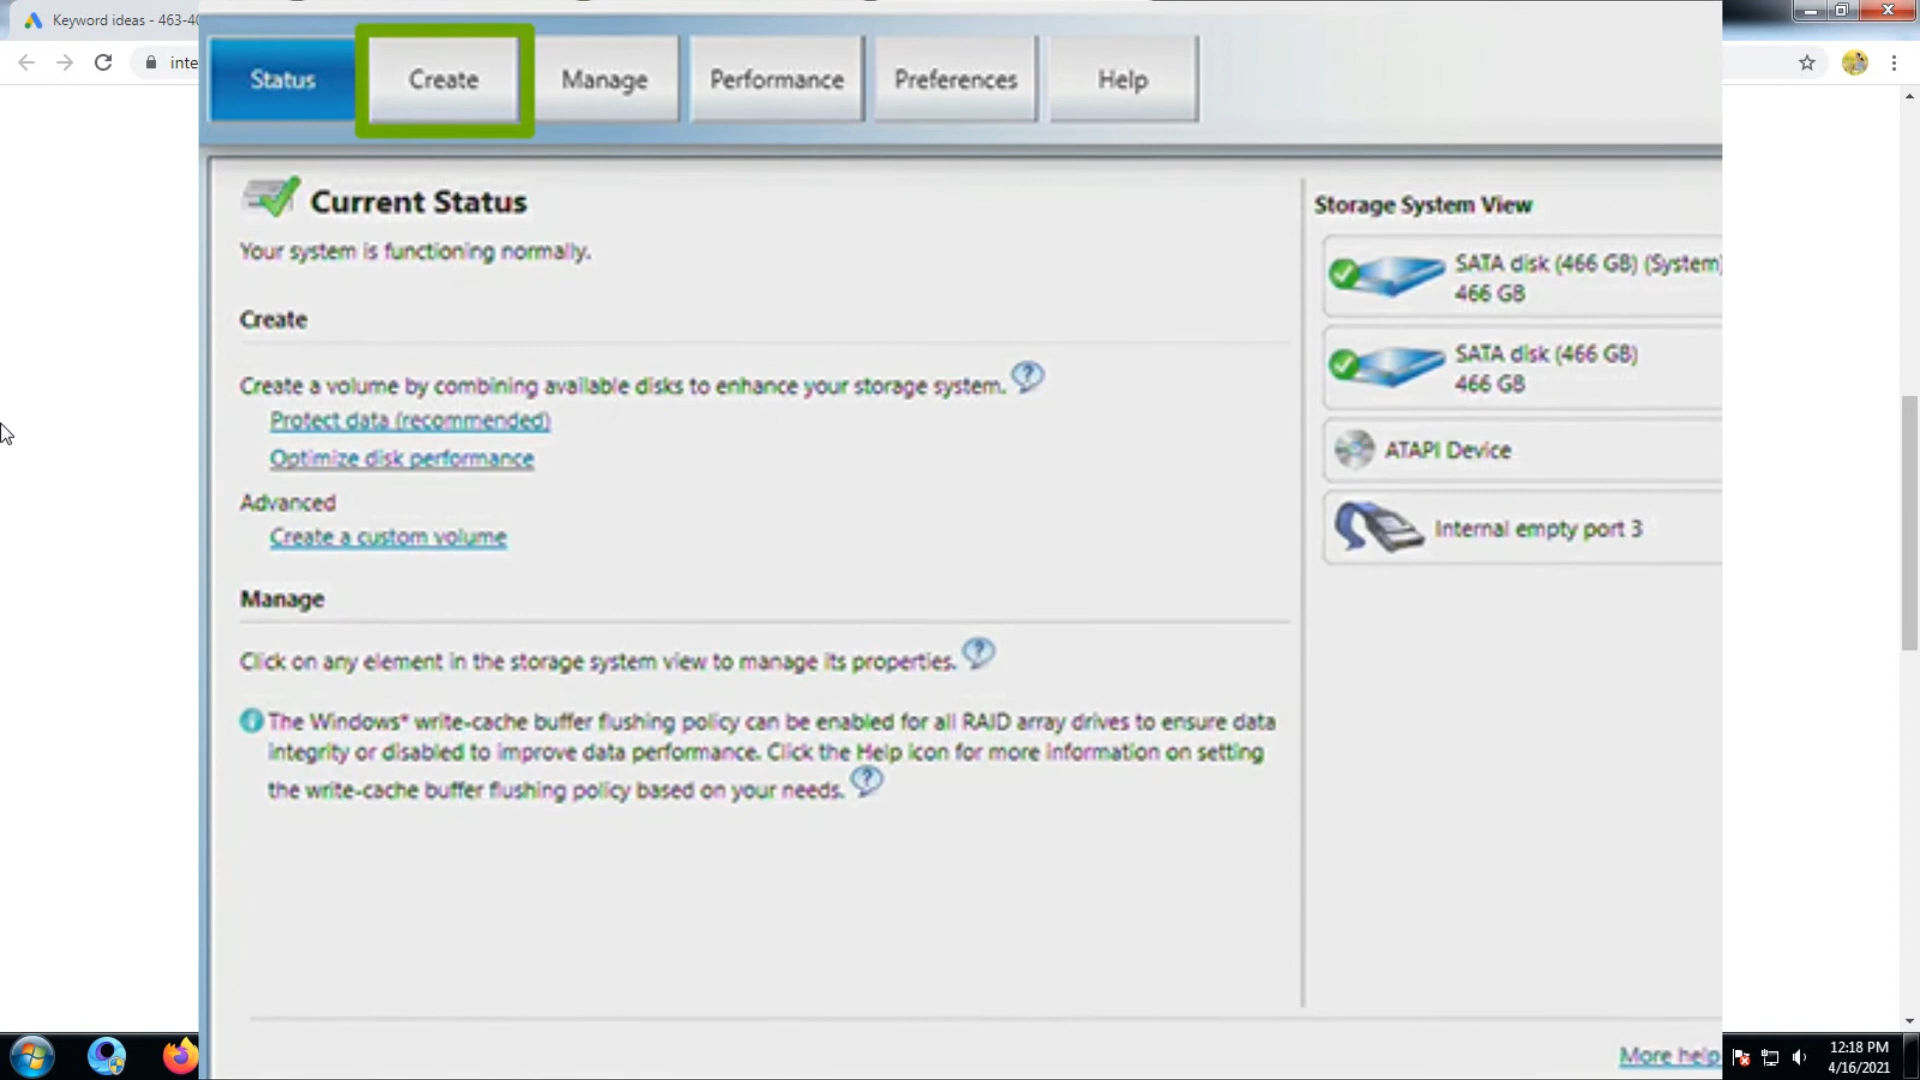 Keyword ideas - 463-40
inte
Status
Create
Manage
Performance
Preferences
Help
Current Status
Your system is functioning normally.
Create
Create a volume by combining available disks to enhance your storage system.
Protect data (recommended)
Optimize disk performance
Advanced
Create a custom volume
Manage
Click on any element in the storage system view to manage its properties.
The Windows* write-cache buffer flushing policy can be enabled for all RAID array drives to ensure data
integrity or disabled to improve data performance. Click the Help icon for more information on setting
the write-cache buffer flushing policy based on your needs.
Storage System View
SATA disk (466 GB) (System)
466 GB
SATA disk (466 GB)
466 GB
ATAPI Device
Internal empty port 3
More help
12:18 PM
4/16/2021